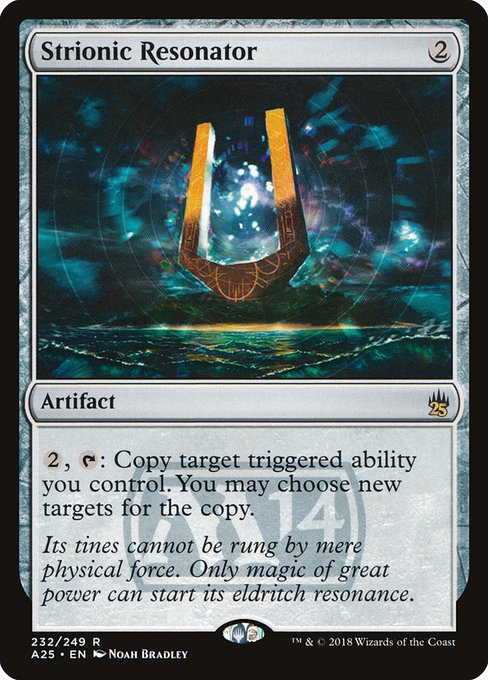 Strionic Resonator 2
Artifact
25
2, : Copy target triggered ability
you control. You may choose new
targets for the copy.
M14
Its tines cannot be rung by mere
physical force. Only magic of great
power can start its eldritch resonance.
232/249 R
A25 • EN Noah Bradley
™ & © 2018 Wizards of the Coast